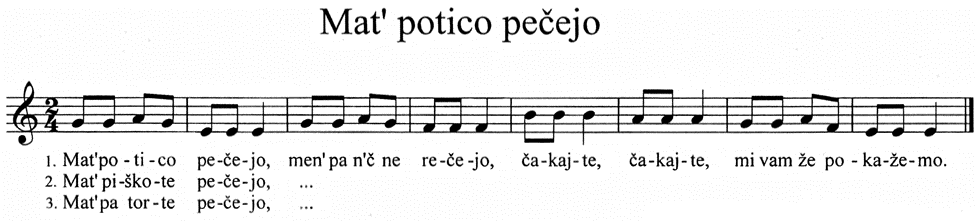 Mat' potico pečejo
2
4
1. Mat'po-ti-co pe-če-jo, men'pa n'č ne re-če-jo, ča-kaj-te, ča-kaj-te, mi vam že po-ka-že-mo.
2. Mat' pi-ško-te pe-če-jo, ...
3. Mat'pa tor-te pe-če-jo, ...